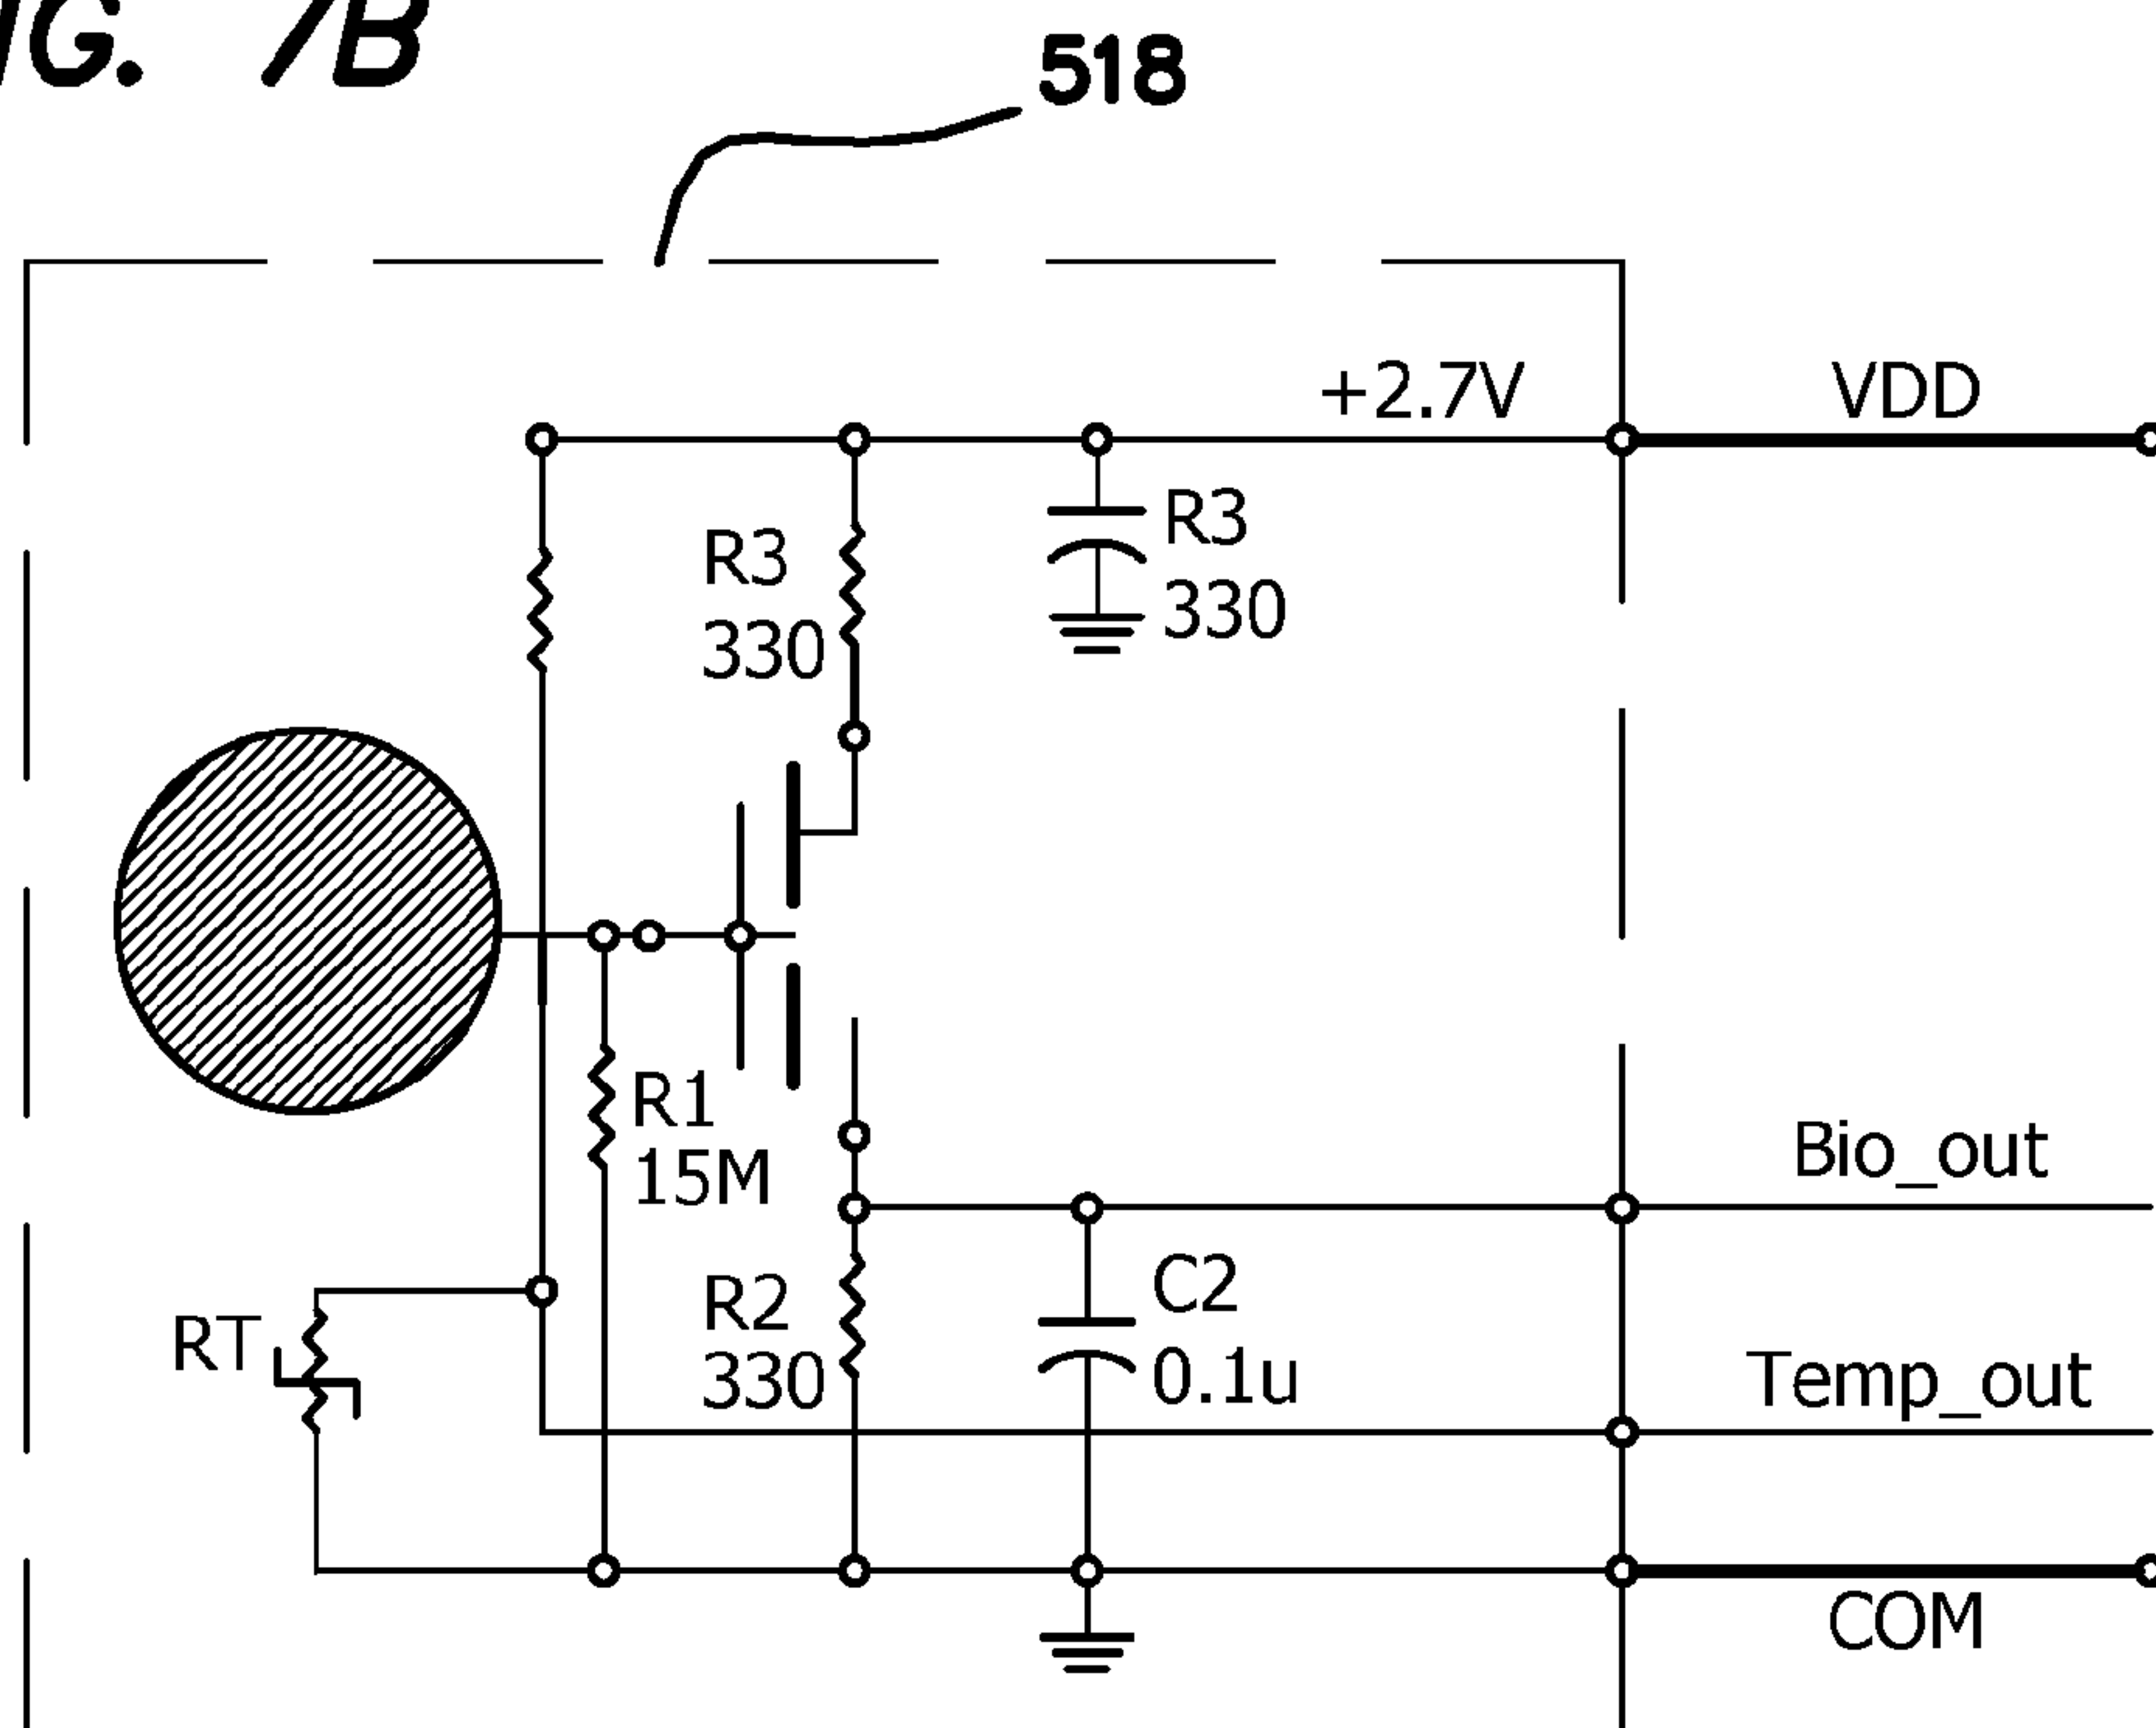 IG. 7B
518
+2.7V
VDD
R3
330
R3
330
R1
15M
Bio_out
RT
R2
330
C2
0.1u
Temp_out
COM